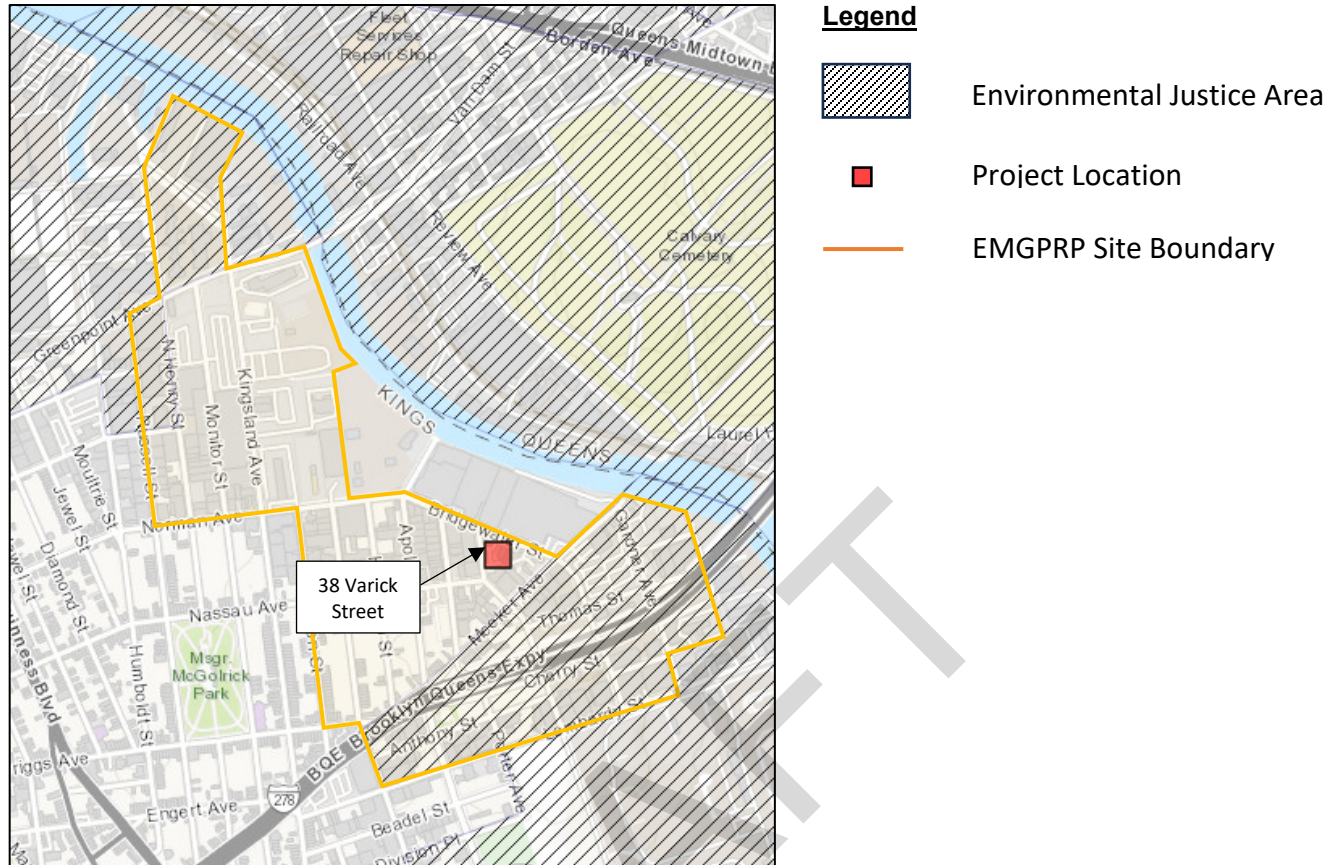 Fleet
Services
Repair Shop
Queens Midtown
Borden Ave
Van Dam St
Railroad Ave
Review Ave
Calvary
Cemetery
Greenpoint Ave
N Henry St
Kingsland Ave
Monitor St
Russell St
KINGS
QUEENS
Laurel
Moultrie St
Jewel St
Norman Ave
Diamond St
Bridgewater St
Gardner Ave
38 Varick
Street
Meeker Ave
Thomas St
Nassau Ave
Msgr.
McGolrick
Park
Humboldt St
Cherry St
BQE Brooklyn Queens Expy
Anthony St
Lombardy St
Porter Ave
278
Engert Ave
Beadel St
Division Pl
Legend
Environmental Justice Area
Project Location
EMGPRP Site Boundary